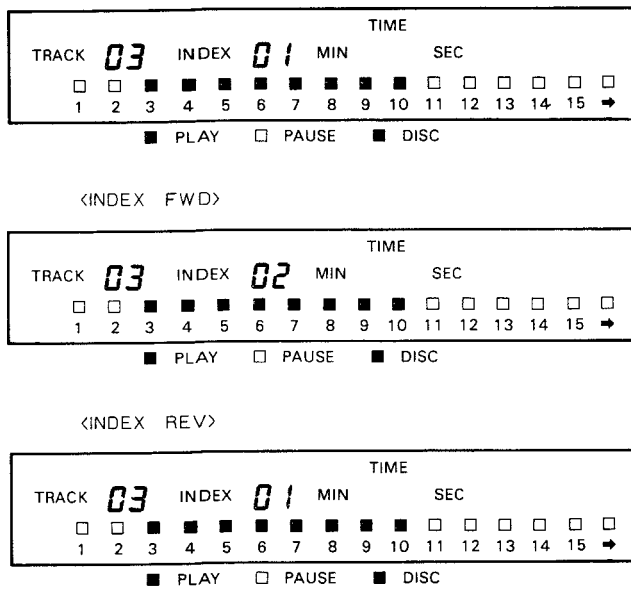 TIME
TRACK 03 INDEX 01 MIN SEC
□ □ ■ ■ ■ ■ ■ ■ ■ ■ □ □ □ □ □ □
1 2 3 4 5 6 7 8 9 10 11 12 13 14 15 ➡
■ PLAY □ PAUSE ■ DISC
<INDEX FWD>
TIME
TRACK 03 INDEX 02 MIN SEC
□ □ ■ ■ ■ ■ ■ ■ ■ ■ □ □ □ □ □ □
1 2 3 4 5 6 7 8 9 10 11 12 13 14 15 ➡
■ PLAY □ PAUSE ■ DISC
<INDEX REV>
TIME
TRACK 03 INDEX 01 MIN SEC
□ □ ■ ■ ■ ■ ■ ■ ■ ■ □ □ □ □ □ □
1 2 3 4 5 6 7 8 9 10 11 12 13 14 15 ➡
■ PLAY □ PAUSE ■ DISC